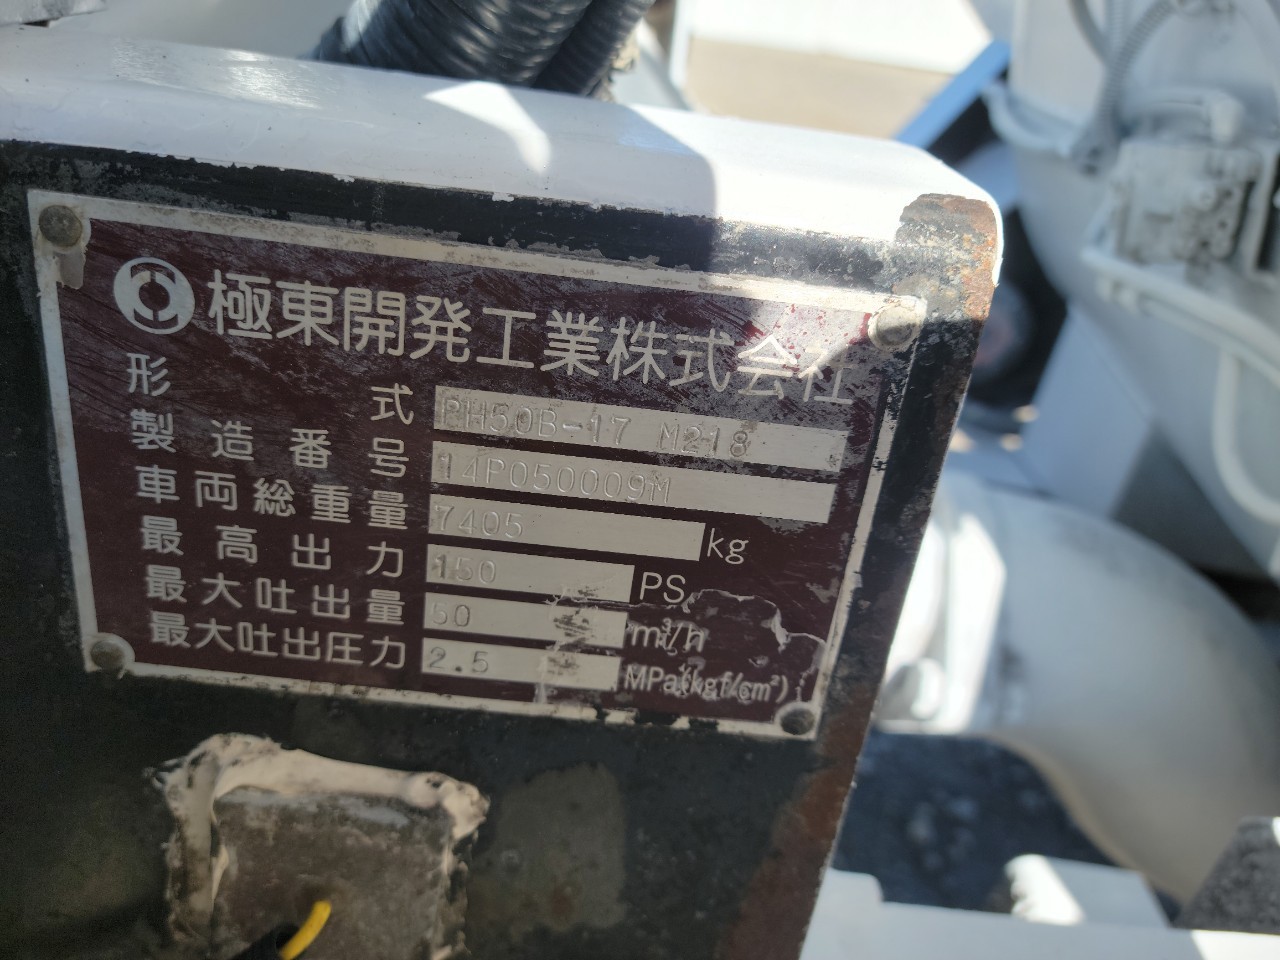 極東開発工業株式会社
形式 PH50B-17 M218
製造番号 14P050009M
車両総重量 7405 kg
最高出力 150 PS
最大吐出量 50 m³/h
最大吐出圧力 2.5 MPa(kgf/cm²)